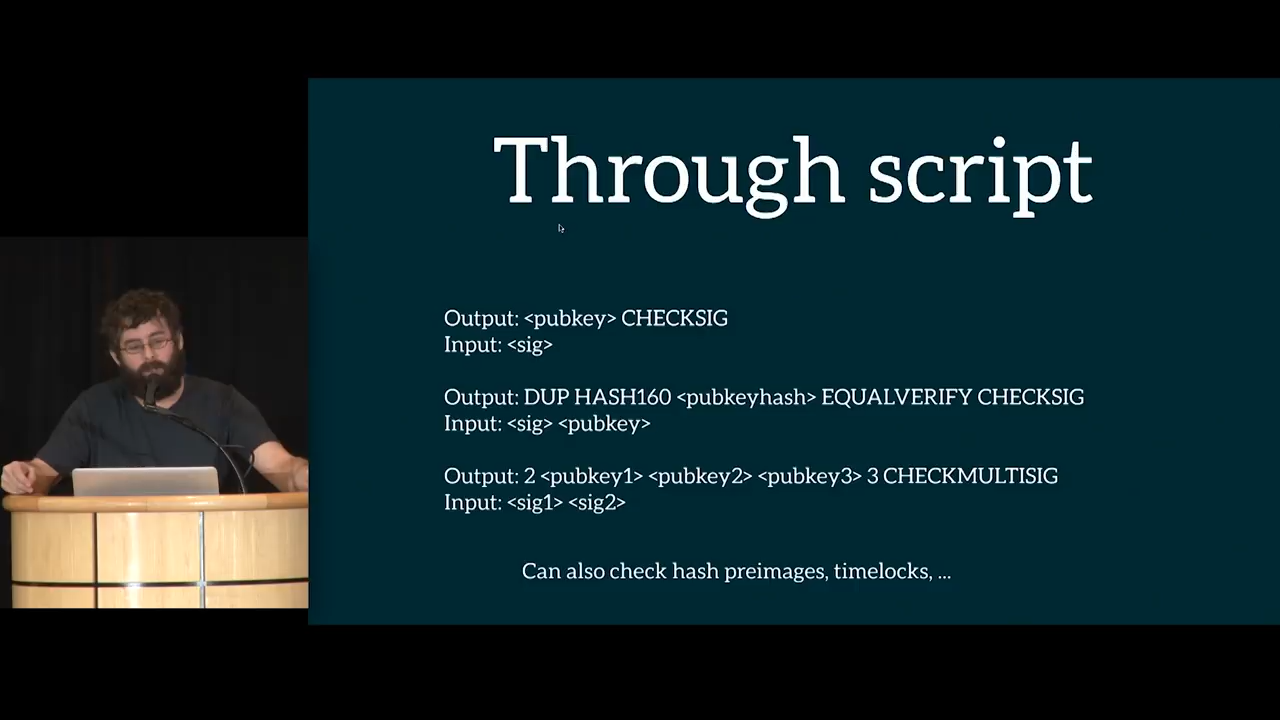 Through script
Output: <pubkey> CHECKSIG
Input: <sig>
Output: DUP HASH160 <pubkeyhash> EQUALVERIFY CHECKSIG
Input: <sig> <pubkey>
Output: 2 <pubkey1> <pubkey2> <pubkey3> 3 CHECKMULTISIG
Input: <sig1> <sig2>
Can also check hash preimages, timelocks, ...